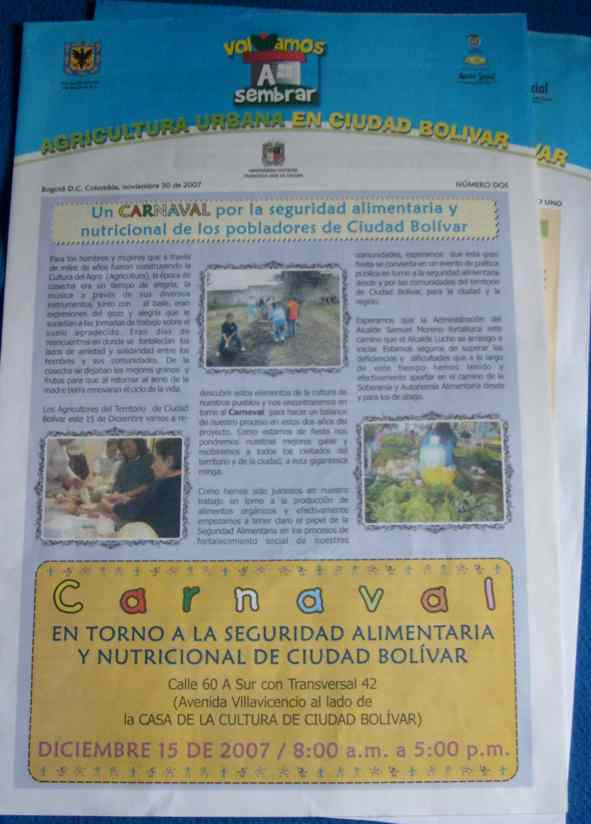 VolVamos
A
sembrar
Acción Social
cial
AGRICULTURA URBANA EN CIUDAD BOLIVAR
VAR
UNIVERSIDAD DISTRITAL
FRANCISCO JOSE DE CALDAS
Bogotá D.C. Colombia, noviembre 30 de 2007
NÚMERO DOS
O UNO
Un CARNAVAL por la seguridad alimentaria y
nutricional de los pobladores de Ciudad Bolívar
Para los hombres y mujeres que a través
de miles de años fueron construyendo la
Cultura del Agro (Agricultura), la época de
cosecha era un tiempo de alegría, la
música a través de sus diversos
instrumentos, junto con el baile, eran
expresiones del gozo y alegría que le
sucedían a las jornadas de trabajo sobre el
suelo agradecido. Eran días de
reencuentros en donde se fortalecían los
lazos de amistad y solidaridad entre los
hombres y sus comunidades. De la
cosecha se dejaban los mejores granos y
frutos para que al retornar al seno de la
madre tierra renovaran el ciclo de la vida.
Los Agricultores del Territorio de Ciudad
Bolívar este 15 de Diciembre vamos a re-
descubrir estos elementos de la cultura de
nuestros pueblos y nos encontraremos en
torno al Carnaval para hacer un balance
de nuestro proceso en estos dos años del
proyecto. Como estamos de fiesta nos
pondremos nuestras mejores galas y
recibiremos a todos los invitados del
territorio y de la ciudad, a esta gigantesca
minga.
Como hemos sido juiciosos en nuestro
trabajo en torno a la producción de
alimentos orgánicos y efectivamente
empezamos a tener claro el papel de la
Seguridad Alimentaria en los procesos de
fortalecimiento social de nuestras
comunidades, esperamos que esta gran
fiesta se convierta en un evento de política
pública en torno a la seguridad alimentaria
desde y por las comunidades del territorio
de Ciudad Bolívar, para la ciudad y la
región.
Esperamos que la Administración del
Alcalde Samuel Moreno fortalezca este
camino que el Alcalde Lucho se arriesgo a
iniciar. Estamos seguros de superar las
deficiencias y dificultades que a lo largo
de este tiempo hemos tenido y
efectivamente aportar en el camino de la
Soberanía y Autonomía Alimentaria desde
y para los de abajo.
Carnaval
EN TORNO A LA SEGURIDAD ALIMENTARIA
Y NUTRICIONAL DE CIUDAD BOLÍVAR
Calle 60 A Sur con Transversal 42
(Avenida Villavicencio al lado de
la CASA DE LA CULTURA DE CIUDAD BOLÍVAR)
DICIEMBRE 15 DE 2007 / 8:00 a.m. a 5:00 p.m.